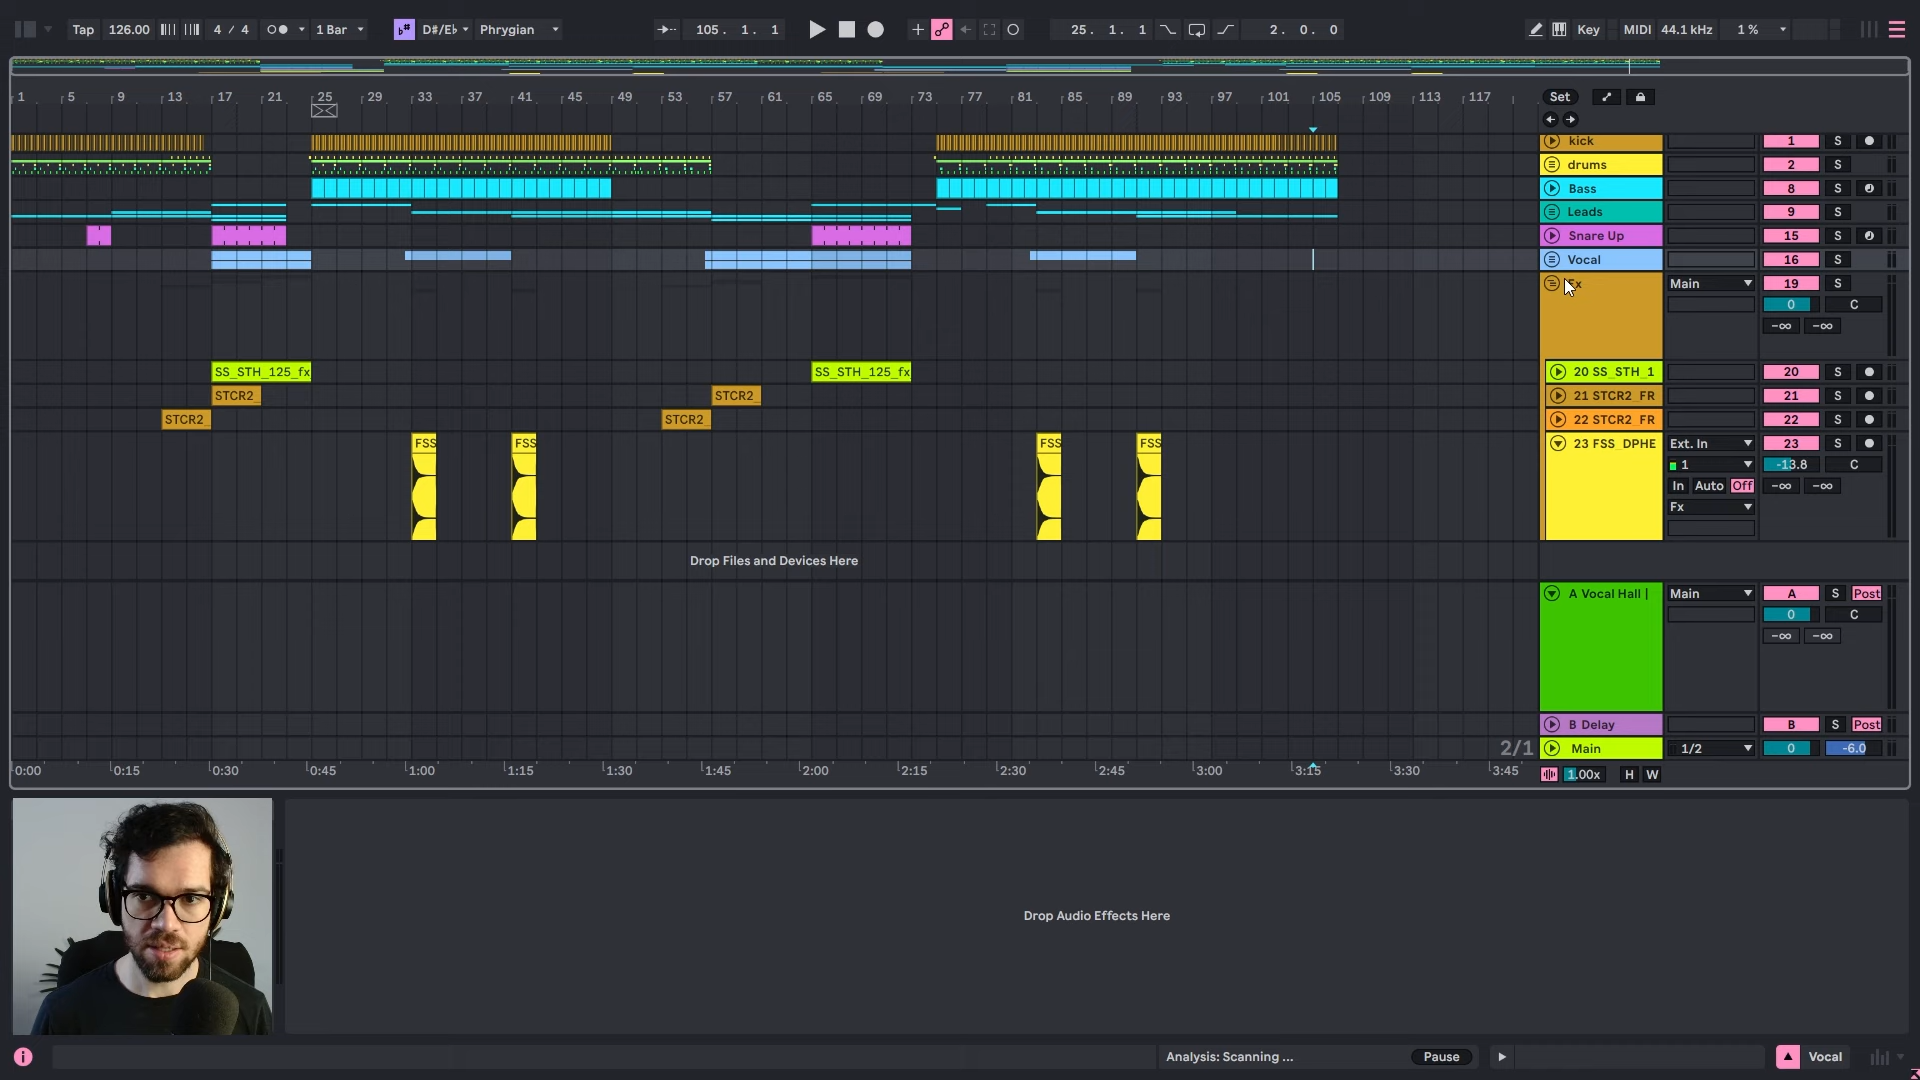 Tap 126.00 4 / 4 1 Bar D#/E♭ Phrygian 105. 1. 1 25. 1. 1 2. 0. 0 Key MIDI 44.1 kHz 1 %
1 5 9 13 17 21 25 29 33 37 41 45 49 53 57 61 65 69 73 77 81 85 89 93 97 101 105 109 113 117 Set
kick 1 S
drums 2 S
Bass 8 S
Leads 9 S
Snare Up 15 S
Vocal 16 S
Main 19 S
0 C
-∞ -∞
SS_STH_125_fx SS_STH_125_fx 20 SS_STH_1 20 S
STCR2_ STCR2_ 21 STCR2_FR 21 S
STCR2_ STCR2_ 22 STCR2_FR 22 S
FSS FSS FSS FSS 23 FSS_DPHE Ext. In 23 S
1 -13.8 C
In Auto Off -∞ -∞
Fx
Drop Files and Devices Here
A Vocal Hall | Main A S Post
0 C
-∞ -∞
B Delay B S Post
2/1 Main 1/2 0 -6.0
0:00 0:15 0:30 0:45 1:00 1:15 1:30 1:45 2:00 2:15 2:30 2:45 3:00 3:15 3:30 3:45 1.00x H W
Drop Audio Effects Here
Analysis: Scanning ... Pause Vocal